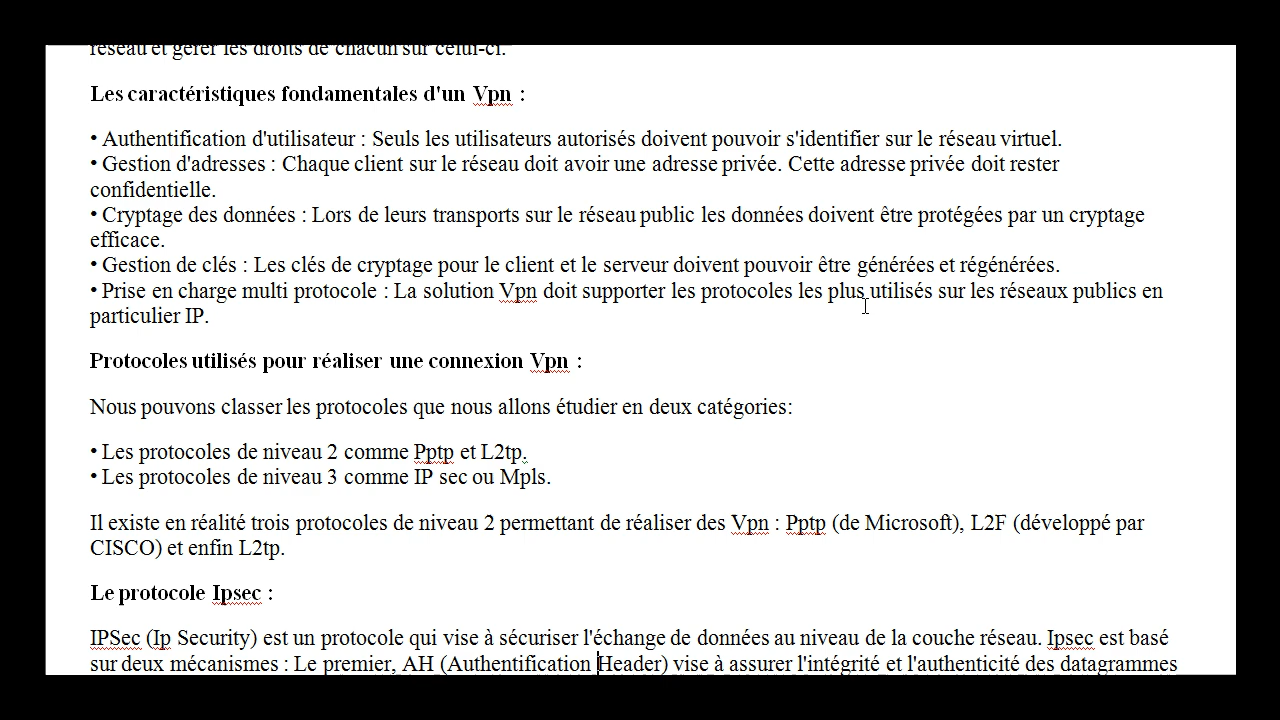 réseau et gérer les droits de chacun sur celui-ci."
Les caractéristiques fondamentales d'un Vpn :
• Authentification d'utilisateur : Seuls les utilisateurs autorisés doivent pouvoir s'identifier sur le réseau virtuel.
• Gestion d'adresses : Chaque client sur le réseau doit avoir une adresse privée. Cette adresse privée doit rester
confidentielle.
• Cryptage des données : Lors de leurs transports sur le réseau public les données doivent être protégées par un cryptage
efficace.
• Gestion de clés : Les clés de cryptage pour le client et le serveur doivent pouvoir être générées et régénérées.
• Prise en charge multi protocole : La solution Vpn doit supporter les protocoles les plus utilisés sur les réseaux publics en
particulier IP.
Protocoles utilisés pour réaliser une connexion Vpn :
Nous pouvons classer les protocoles que nous allons étudier en deux catégories:
• Les protocoles de niveau 2 comme Pptp et L2tp.
• Les protocoles de niveau 3 comme IP sec ou Mpls.
Il existe en réalité trois protocoles de niveau 2 permettant de réaliser des Vpn : Pptp (de Microsoft), L2F (développé par
CISCO) et enfin L2tp.
Le protocole Ipsec :
IPSec (Ip Security) est un protocole qui vise à sécuriser l'échange de données au niveau de la couche réseau. Ipsec est basé
sur deux mécanismes : Le premier, AH (Authentification Header) vise à assurer l'intégrité et l'authenticité des datagrammes